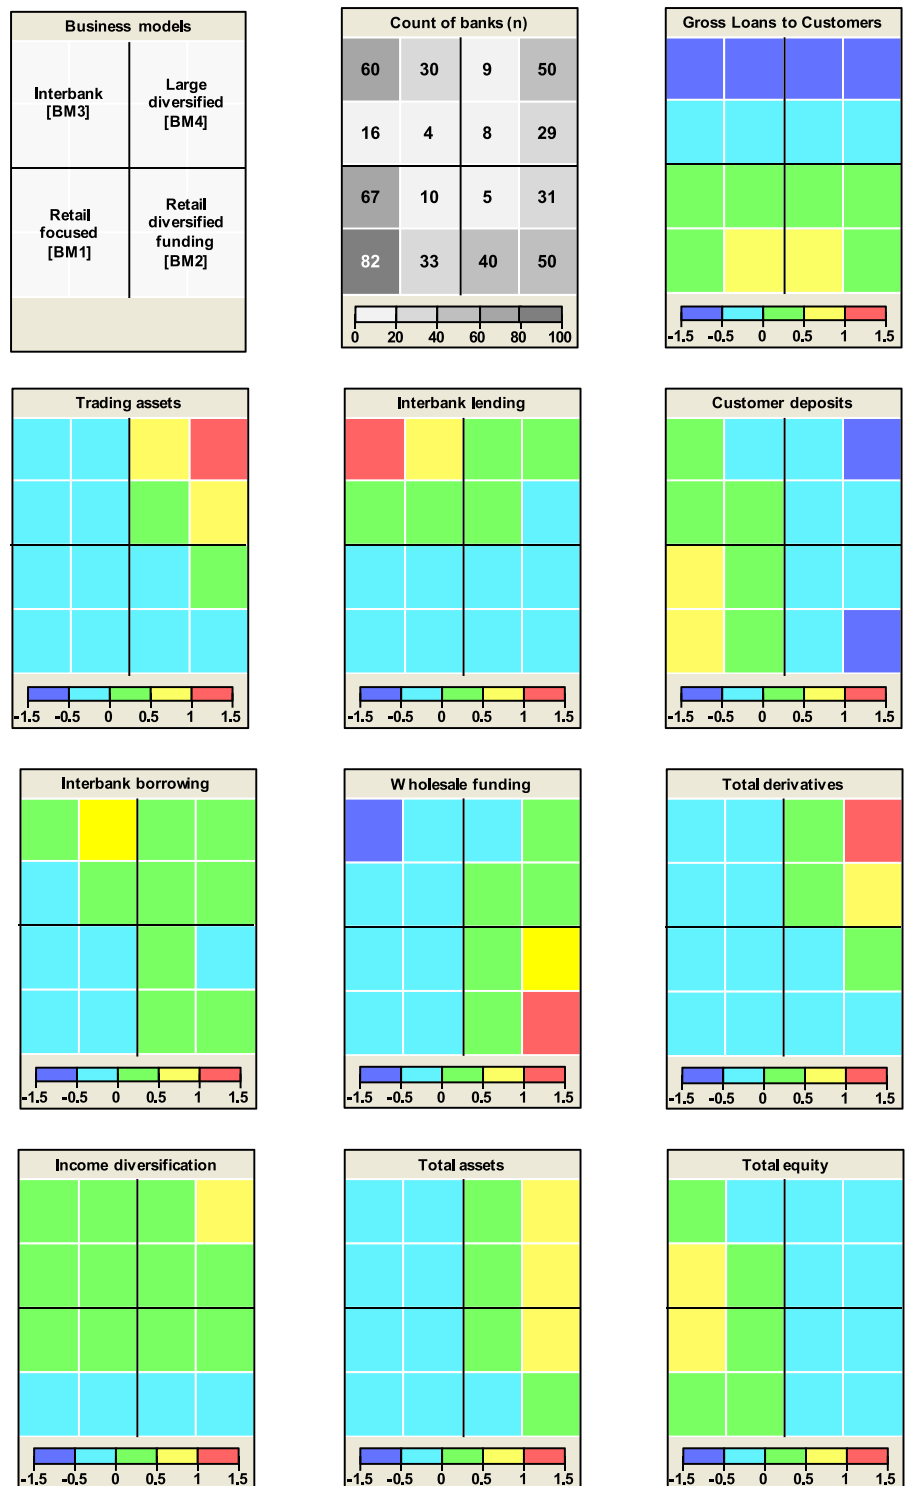 Business models
Interbank
[BM3]
Large
diversified
[BM4]
Retail
focused
[BM1]
Retail
diversified
funding
[BM2]
Count of banks (n)
60 30 9 50
16 4 8 29
67 10 5 31
82 33 40 50
0 20 40 60 80 100
Gross Loans to Customers
-1.5 -0.5 0 0.5 1 1.5
Trading assets
-1.5 -0.5 0 0.5 1 1.5
Interbank lending
-1.5 -0.5 0 0.5 1 1.5
Customer deposits
-1.5 -0.5 0 0.5 1 1.5
Interbank borrowing
-1.5 -0.5 0 0.5 1 1.5
Wholesale funding
-1.5 -0.5 0 0.5 1 1.5
Total derivatives
-1.5 -0.5 0 0.5 1 1.5
Income diversification
-1.5 -0.5 0 0.5 1 1.5
Total assets
-1.5 -0.5 0 0.5 1 1.5
Total equity
-1.5 -0.5 0 0.5 1 1.5